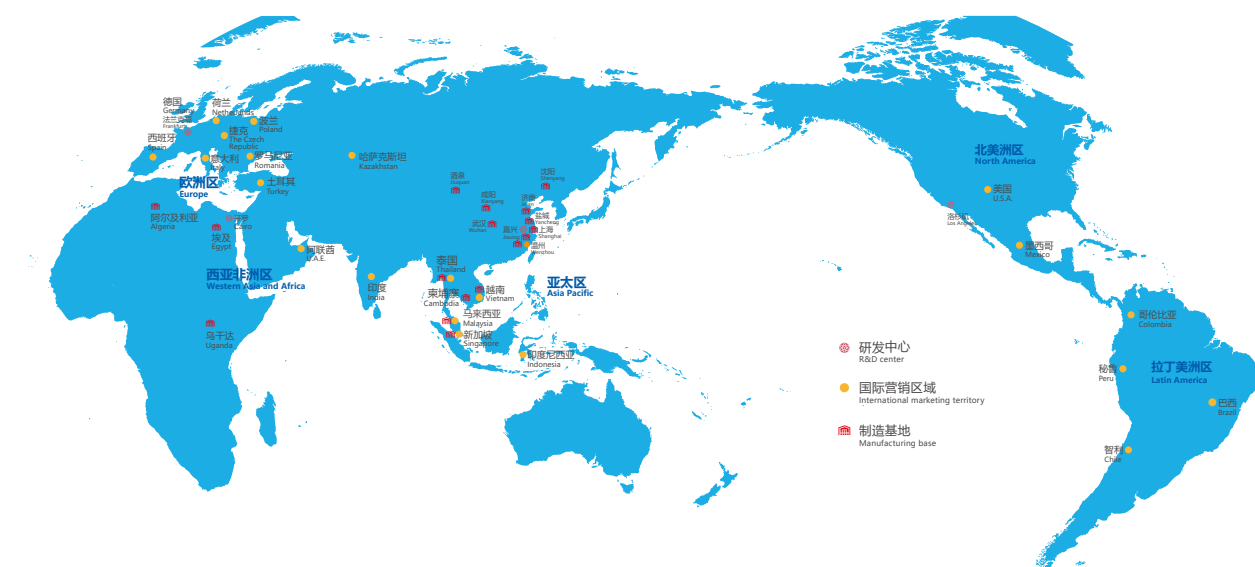 德国
Germany
法兰克福
Frankfurt
荷兰
Netherlands
波兰
Poland
捷克
The Czech
Republic
西班牙
Spain
意大利
Italy
罗马尼亚
Romania
欧洲区
Europe
土耳其
Turkey
哈萨克斯坦
Kazakhstan
阿尔及利亚
Algeria
开罗
Cairo
埃及
Egypt
阿联酋
U.A.E.
西亚非洲区
Western Asia and Africa
乌干达
Uganda
印度
India
酒泉
Jiuquan
沈阳
Shenyang
咸阳
Xianyang
济南
Jinan
盐城
Yancheng
武汉
Wuhan
嘉兴
Jiaxing
上海
Shanghai
温州
Wenzhou
泰国
Thailand
柬埔寨
Cambodia
越南
Vietnam
马来西亚
Malaysia
新加坡
Singapore
印度尼西亚
Indonesia
亚太区
Asia Pacific
北美洲区
North America
美国
U.S.A.
洛杉矶
Los Angeles
墨西哥
Mexico
哥伦比亚
Colombia
秘鲁
Peru
拉丁美洲区
Latin America
巴西
Brazil
智利
Chile
研发中心
R&D center
国际营销区域
International marketing territory
制造基地
Manufacturing base